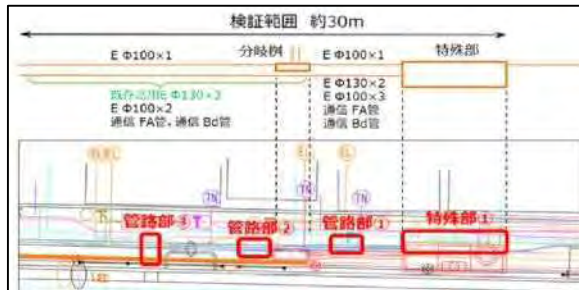 検証範囲 約30m
E Φ100×1
分岐桝
E Φ100×1
特殊部
既存活用E Φ130×2
E Φ100×2
通信 FA管、通信 Bd管
E Φ130×2
E Φ100×3
通信 FA管
通信 Bd管
管路部③
管路部②
管路部①
特殊部①